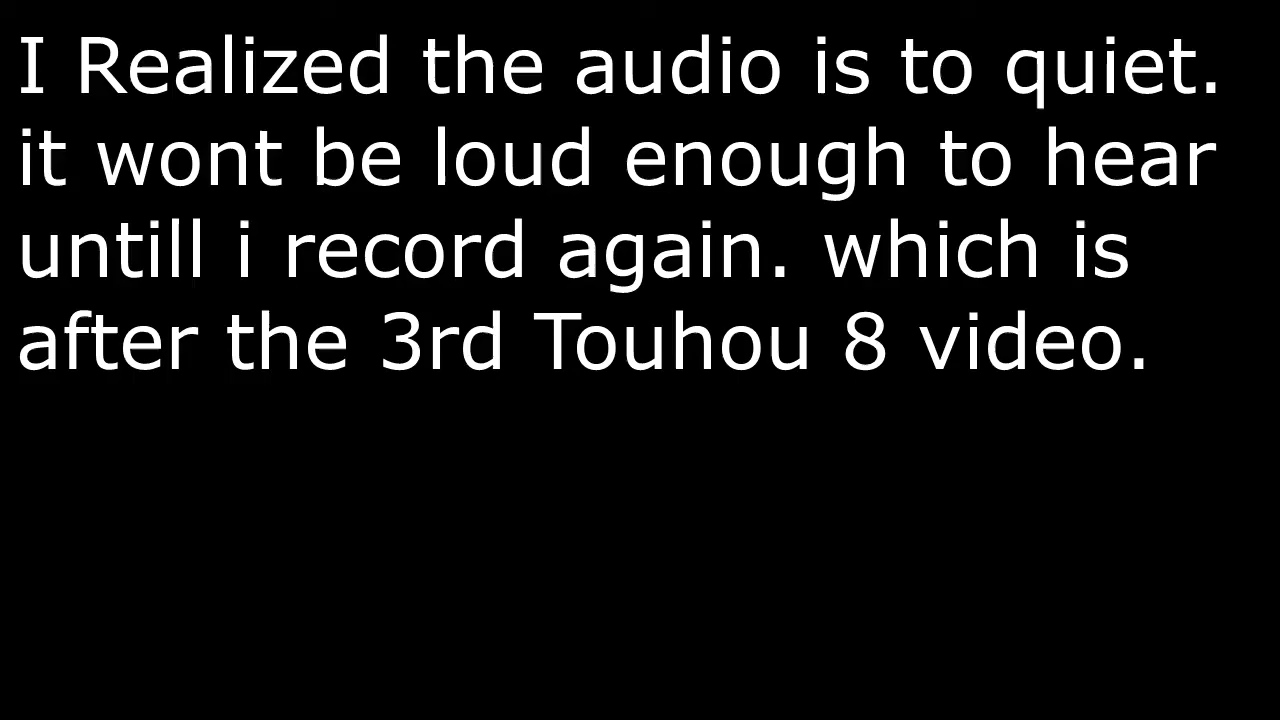 I Realized the audio is to quiet.
it wont be loud enough to hear
untill i record again. which is
after the 3rd Touhou 8 video.